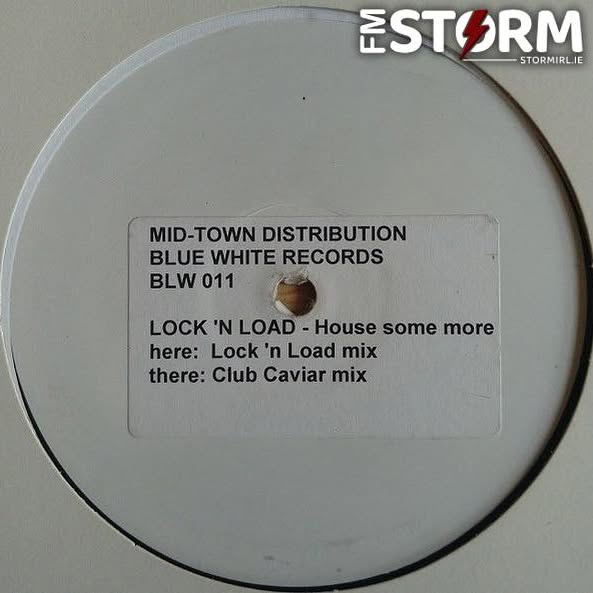 FM STORM
STORMIRL.IE
MID-TOWN DISTRIBUTION
BLUE WHITE RECORDS
BLW 011
LOCK 'N LOAD - House some more
here: Lock 'n Load mix
there: Club Caviar mix